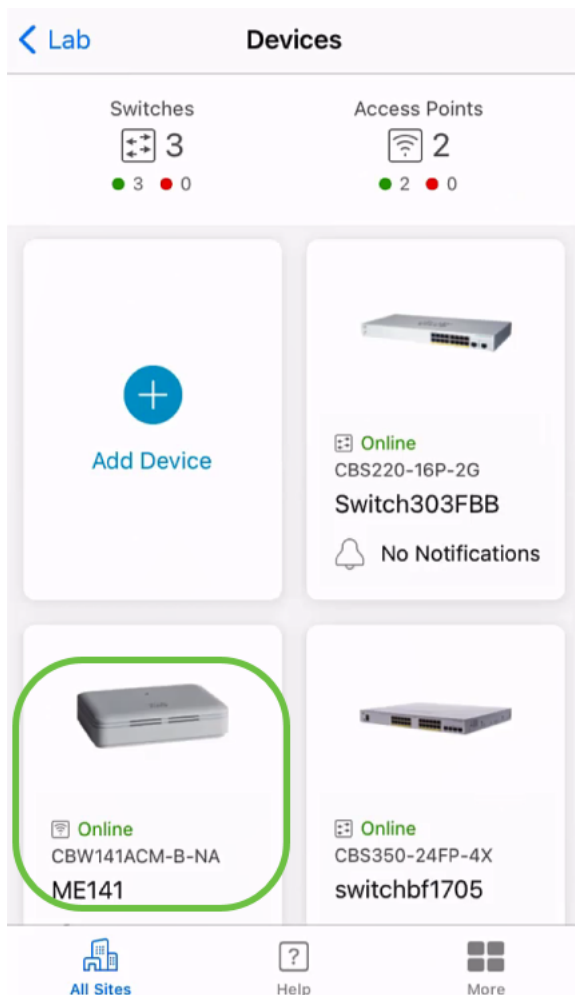 Lab
Devices
Switches
Access Points
3
2
3 0
2 0
Add Device
Online
CBS220-16P-2G
Switch303FBB
No Notifications
Online
CBW141ACM-B-NA
ME141
Online
CBS350-24FP-4X
switchbf1705
All Sites
Help
More